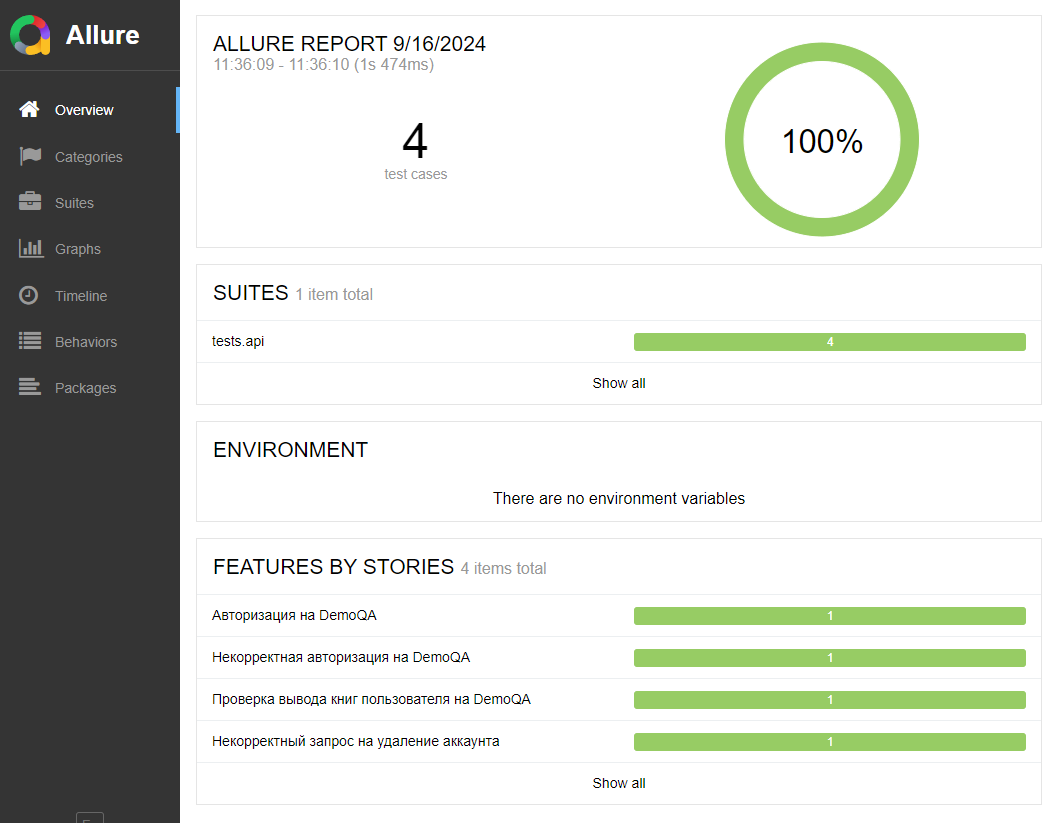 Allure
Overview
Categories
Suites
Graphs
Timeline
Behaviors
Packages
ALLURE REPORT 9/16/2024
11:36:09 - 11:36:10 (1s 474ms)
4
test cases
100%
SUITES 1 item total
tests.api 4
Show all
ENVIRONMENT
There are no environment variables
FEATURES BY STORIES 4 items total
Авторизация на DemoQA 1
Некорректная авторизация на DemoQA 1
Проверка вывода книг пользователя на DemoQA 1
Некорректный запрос на удаление аккаунта 1
Show all